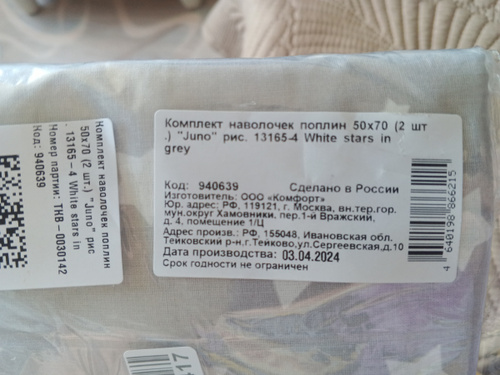 Комплект наволочек поплин 50х70 (2 шт
.) "Juno" рис. 13165-4 White stars in
grey
Код: 940639 Сделано в России
Изготовитель: ООО «Комфорт»
Юр. адрес: РФ, 119121, г. Москва, вн.тер.гор.
мун.округ Хамовники, пер.1-й Вражский,
д.4, помещение 1/Ц
Адрес произв.: РФ, 155048, Ивановская обл.
Тейковский р-н,г.Тейково,ул.Сергеевская,д.10
Дата производства: 03.04.2024
Срок годности не ограничен
4 640198 866215
Комплект наволочек поплин
50х70 (2 шт.) "Juno" рис
. 13165 - 4 White stars in
Код: 940639
Номер партии: ТНВ - 0030142
417